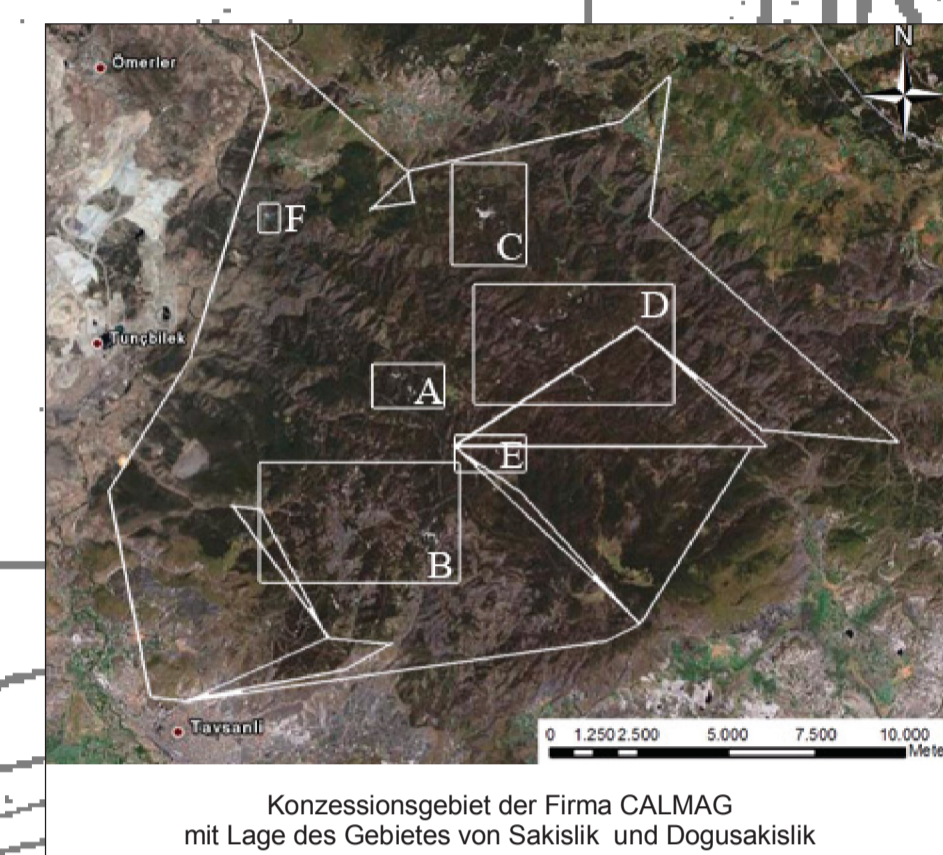 N
Ömerler
F
C
D
Tunçbilek
A
E
B
Tavsanli
0 1.250 2.500 5.000 7.500 10.000
Mete
Konzessionsgebiet der Firma CALMAG
mit Lage des Gebietes von Sakislik und Dogusakislik